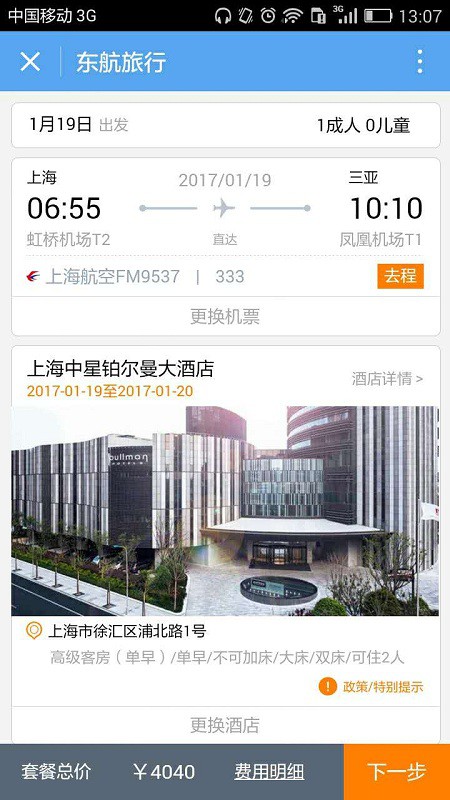 中国移动 3G 3G 13:07
东航旅行
1月19日 出发 1成人 0儿童
上海 2017/01/19 三亚
06:55 10:10
虹桥机场T2 直达 凤凰机场T1
上海航空FM9537 | 333 去程
更换机票
上海中星铂尔曼大酒店
2017-01-19至2017-01-20 酒店详情 >
pullman
上海市徐汇区浦北路1号
高级客房（单早）/单早/不可加床/大床/双床/可住2人
政策/特别提示
更换酒店
套餐总价 ￥4040 费用明细 下一步